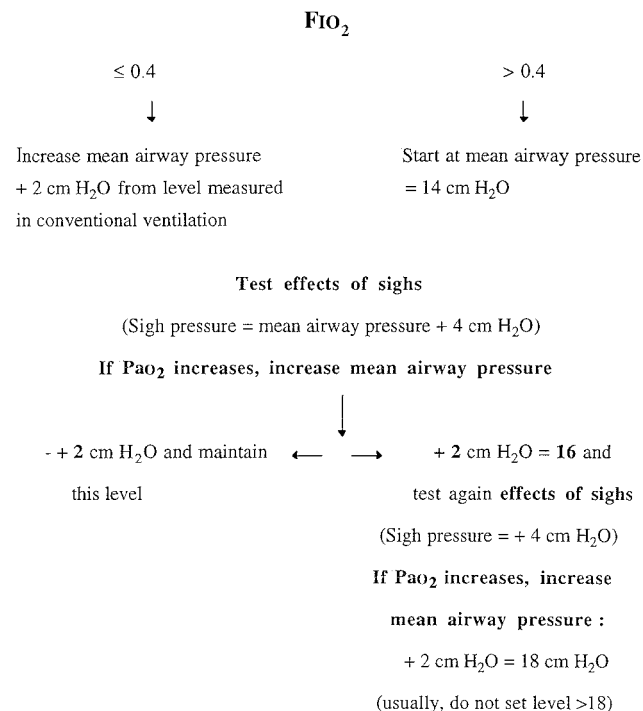 FIO₂
≤ 0.4 > 0.4
Increase mean airway pressure
+ 2 cm H₂O from level measured
in conventional ventilation
Start at mean airway pressure
= 14 cm H₂O
Test effects of sighs
(Sigh pressure = mean airway pressure + 4 cm H₂O)
If PaO₂ increases, increase mean airway pressure
- + 2 cm H₂O and maintain
this level
+ 2 cm H₂O = 16 and
test again effects of sighs
(Sigh pressure = + 4 cm H₂O)
If PaO₂ increases, increase
mean airway pressure :
+ 2 cm H₂O = 18 cm H₂O
(usually, do not set level >18)